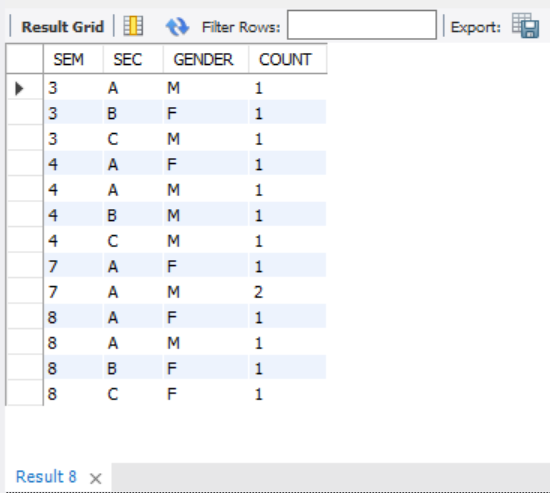 Result Grid Filter Rows: Export:
SEM SEC GENDER COUNT
3 A M 1
3 B F 1
3 C M 1
4 A F 1
4 A M 1
4 B M 1
4 C M 1
7 A F 1
7 A M 2
8 A F 1
8 A M 1
8 B F 1
8 C F 1
Result 8 ×